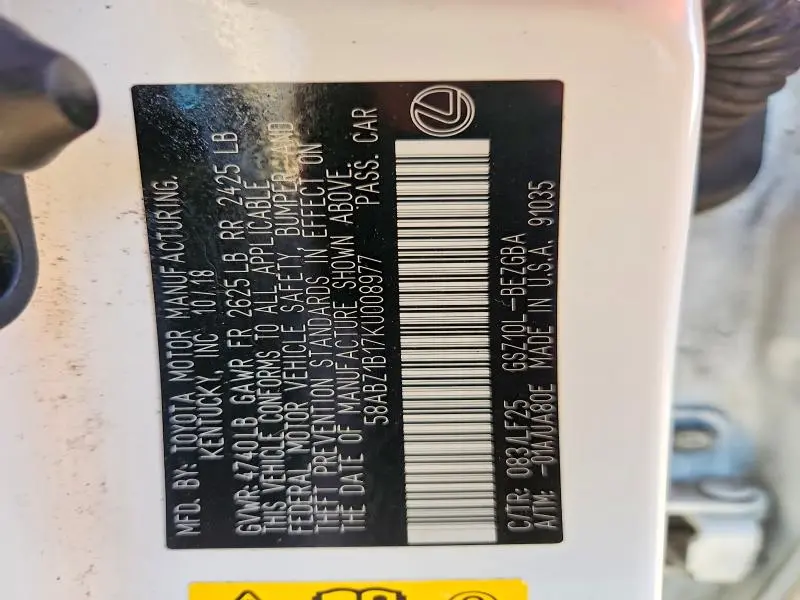 MFD. BY: TOYOTA MOTOR MANUFACTURING,
KENTUCKY, INC 10/18
GVWR: 4740LB GAWR FR 2625LB RR 2425 LB
THIS VEHICLE CONFORMS TO ALL APPLICABLE
FEDERAL MOTOR VEHICLE SAFETY, BUMPER, AND
THEFT PREVENTION STANDARDS IN EFFECT ON
THE DATE OF MANUFACTURE SHOWN ABOVE.
58ABZ1B17KU008977 PASS. CAR
C/TR: 083/LF25 GSZ10L-BEZGBA
A/TM: -01A/UA80E MADE IN U.S.A. 91035